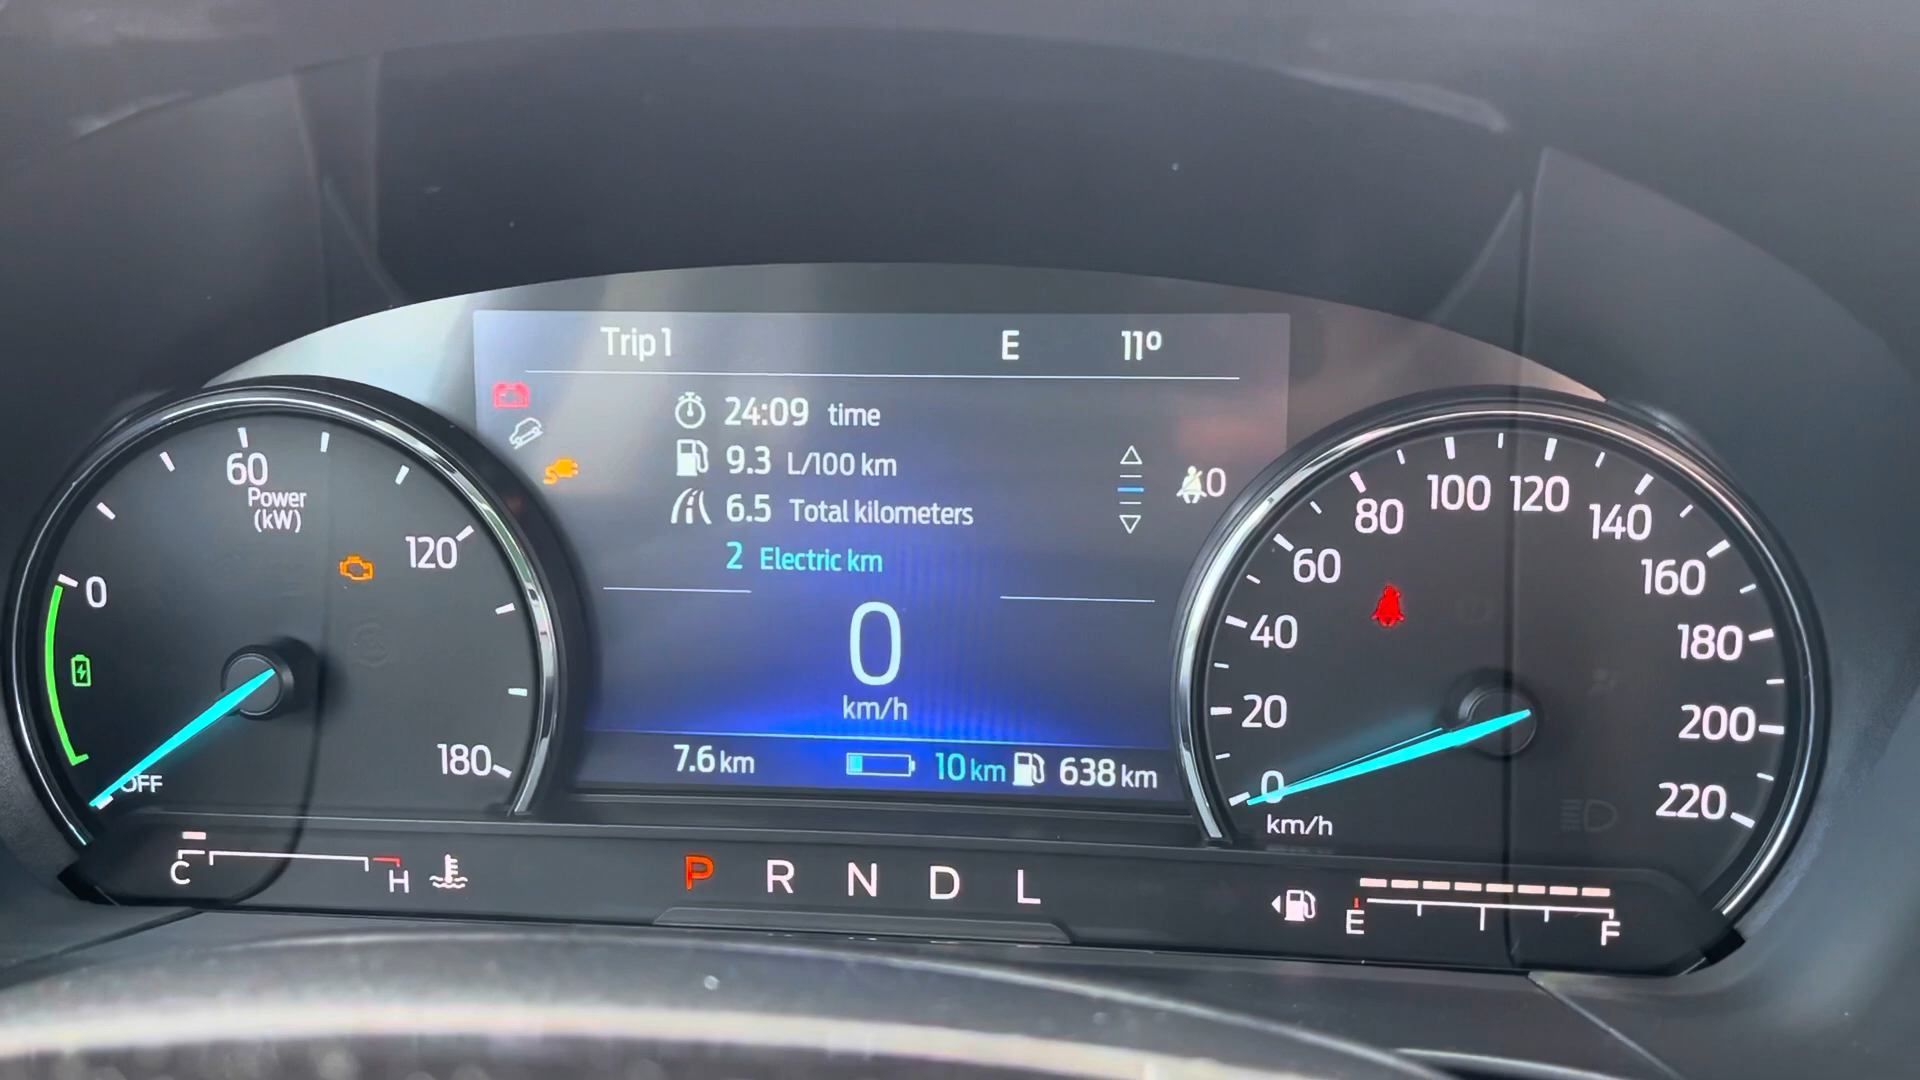 Trip 1 E 11º
24:09 time
9.3 L/100 km
6.5 Total kilometers
2 Electric km
0
km/h
7.6 km 10 km 638 km
0 60 120 180
Power
(kW)
OFF
0 20 40 60 80 100 120 140 160 180 200 220
km/h
0
C H
P R N D L
E F